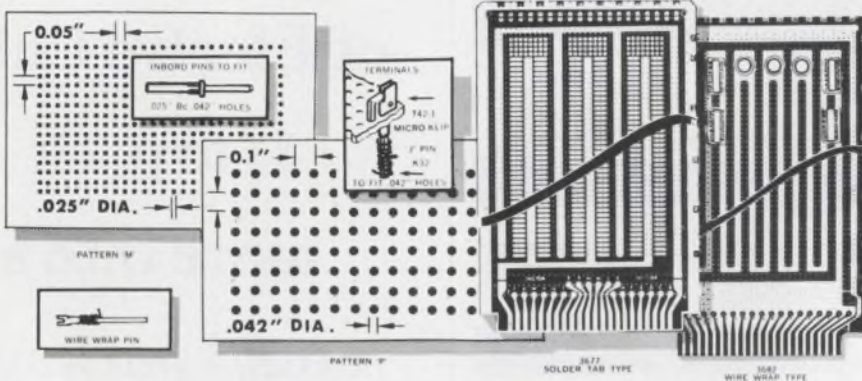 0.05"
INBORD PINS TO FIT
.025" & .042" HOLES
.025" DIA.
PATTERN 'M'
WIRE WRAP PIN
TERMINALS
T42-1
MICRO KLIP
'J' PIN
K32
TO FIT .042" HOLES
0.1"
.042" DIA.
PATTERN 'P'
3677
SOLDER TAB TYPE
3682
WIRE WRAP TYPE